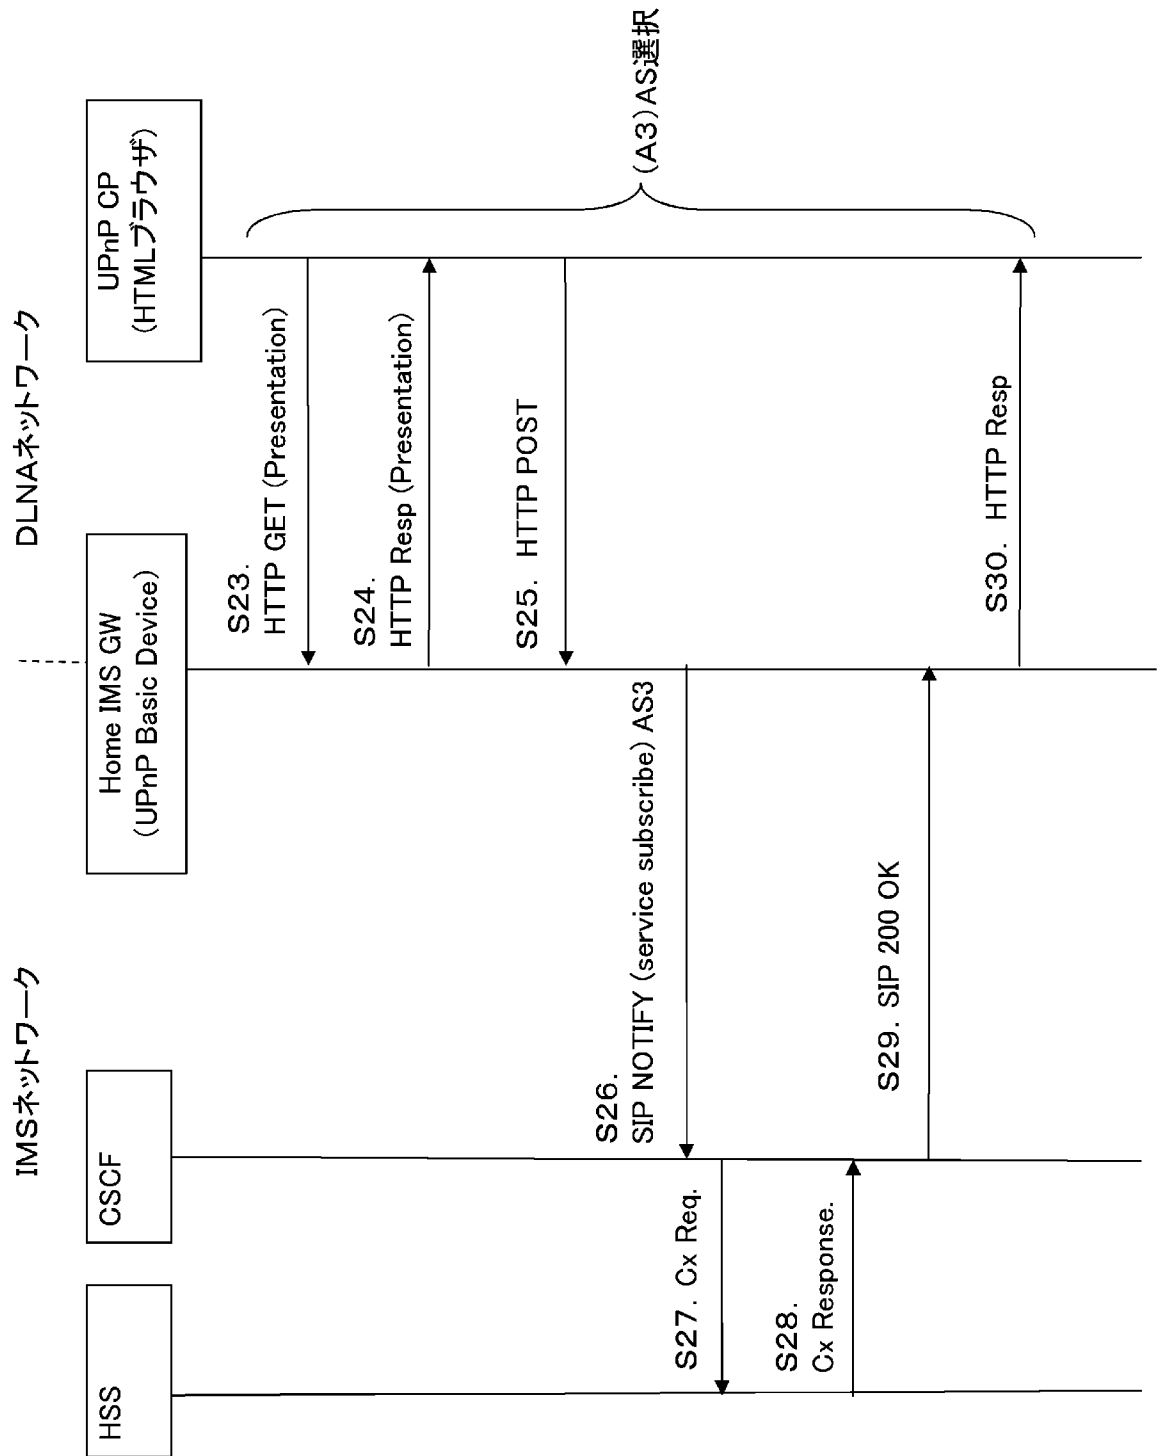 IMSネットワーク
DLNAネットワーク
HSS
CSCF
Home IMS GW
(UPnP Basic Device)
UPnP CP
(HTMLブラウザ)
S23.
HTTP GET (Presentation)
S24.
HTTP Resp (Presentation)
S25. HTTP POST
S26.
SIP NOTIFY (service subscribe) AS3
S27. Cx Req.
S28.
Cx Response.
S29. SIP 200 OK
S30. HTTP Resp
(A3)AS選択